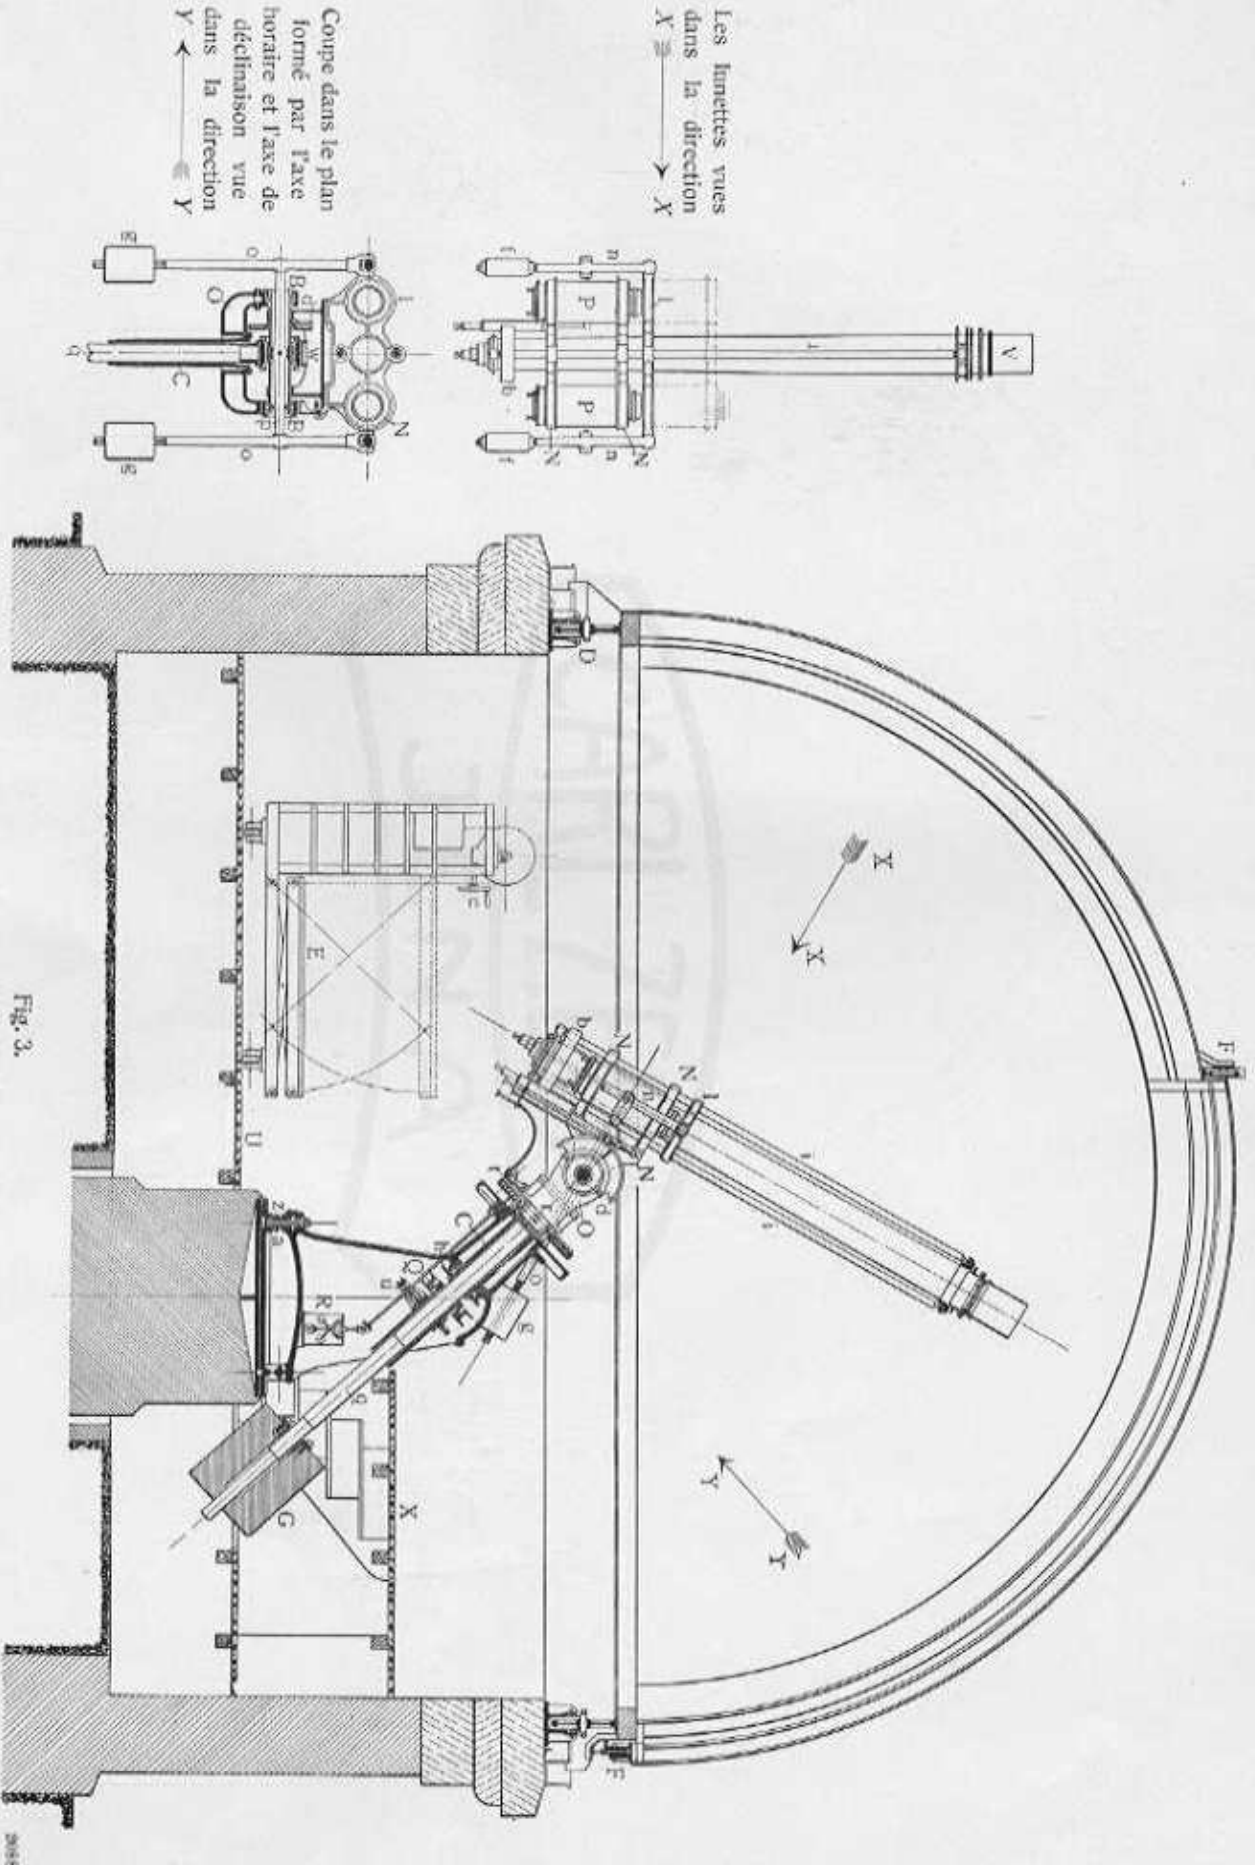 Les lunettes vues
dans la direction
X X
Coupe dans le plan
formé par l'axe
horaire et l'axe de
déclinaison vue
dans la direction
Y Y
V
i
l
n n
f f
P P
N N
b
l
N
d
B B
w
O
o o
P
C
q
g g
F
X
X
Y
Y
D
E
N
N
N
l
n
b
i
i
d
O
r
C
h
Q
u
o
g
c
E
U
z
a
R
q
G
X
Fig. 3.